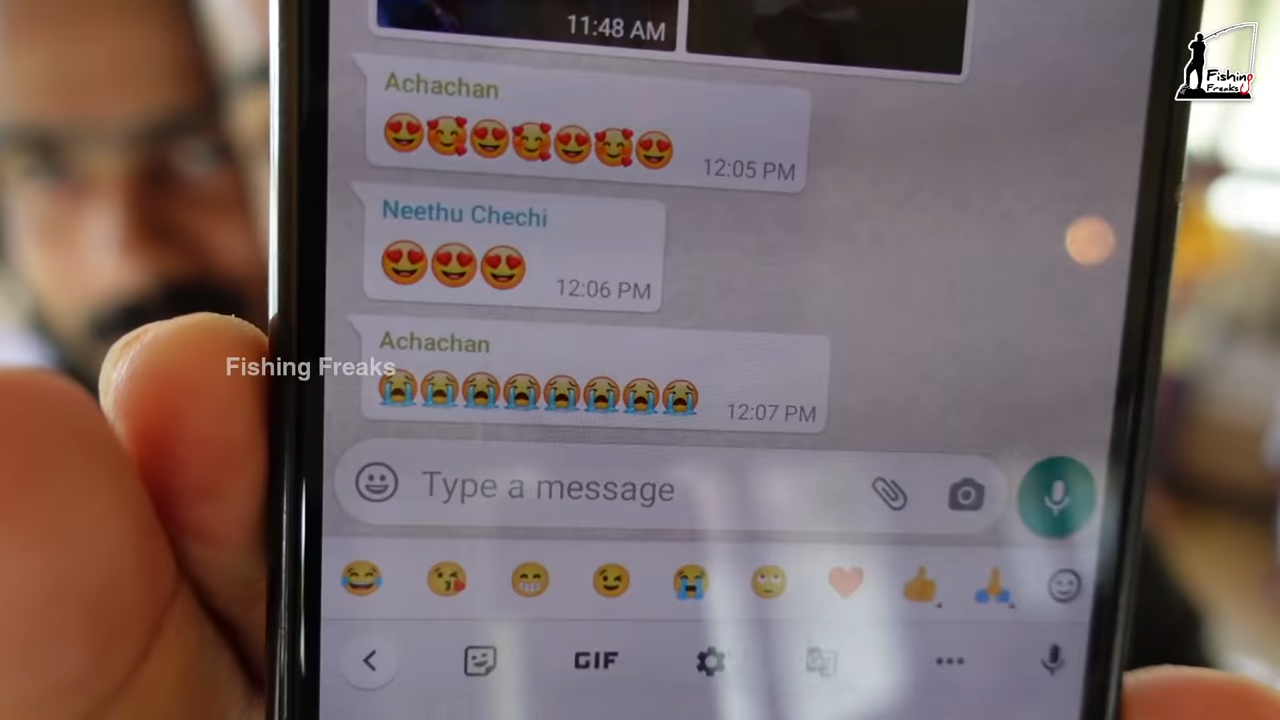 11:48 AM
Fishing
Freaks
Achachan
😍🥰😍🥰😍🥰😍
12:05 PM
Neethu Chechi
😍😍😍
12:06 PM
Achachan
Fishing Freaks
😭😭😭😭😭😭😭😭
12:07 PM
Type a message
GIF